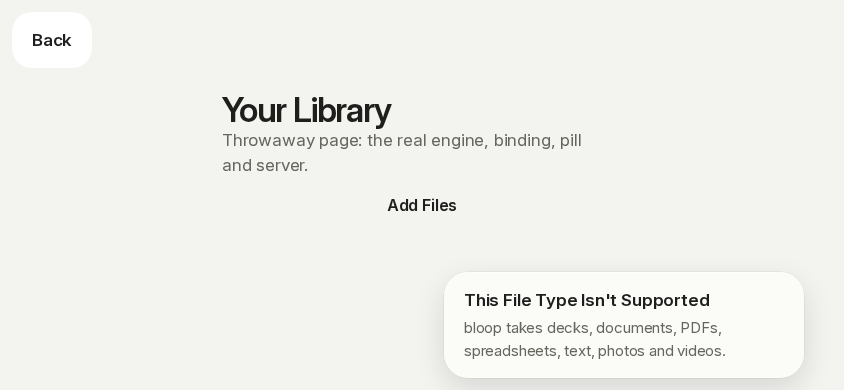 Back
Your Library
Throwaway page: the real engine, binding, pill
and server.
Add Files
This File Type Isn't Supported
bloop takes decks, documents, PDFs,
spreadsheets, text, photos and videos.